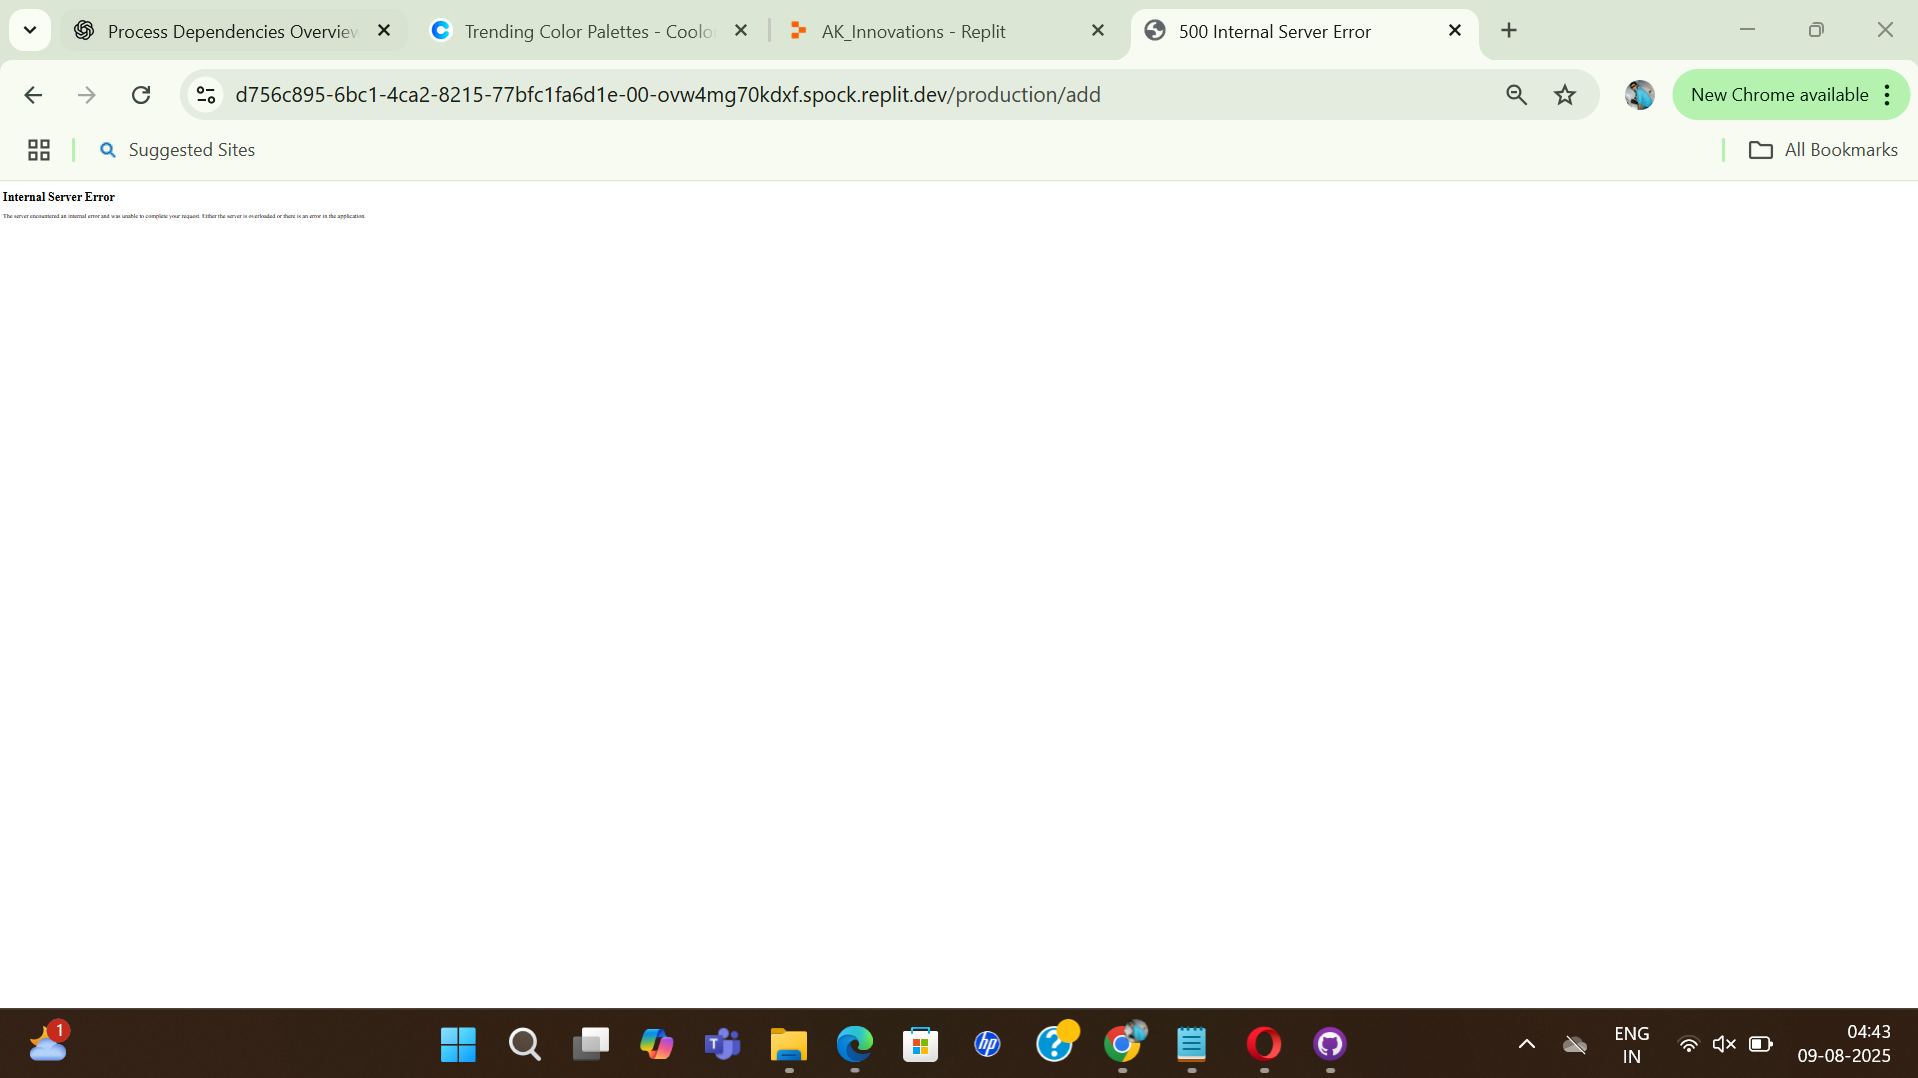 Process Dependencies Overview
Trending Color Palettes - Coolo
AK_Innovations - Replit
500 Internal Server Error
d756c895-6bc1-4ca2-8215-77bfc1fa6d1e-00-ovw4mg70kdxf.spock.replit.dev/production/add
New Chrome available
Suggested Sites
All Bookmarks
Internal Server Error
The server encountered an internal error and was unable to complete your request. Either the server is overloaded or there is an error in the application.
1
T
hp
?
ENG
IN
04:43
09-08-2025